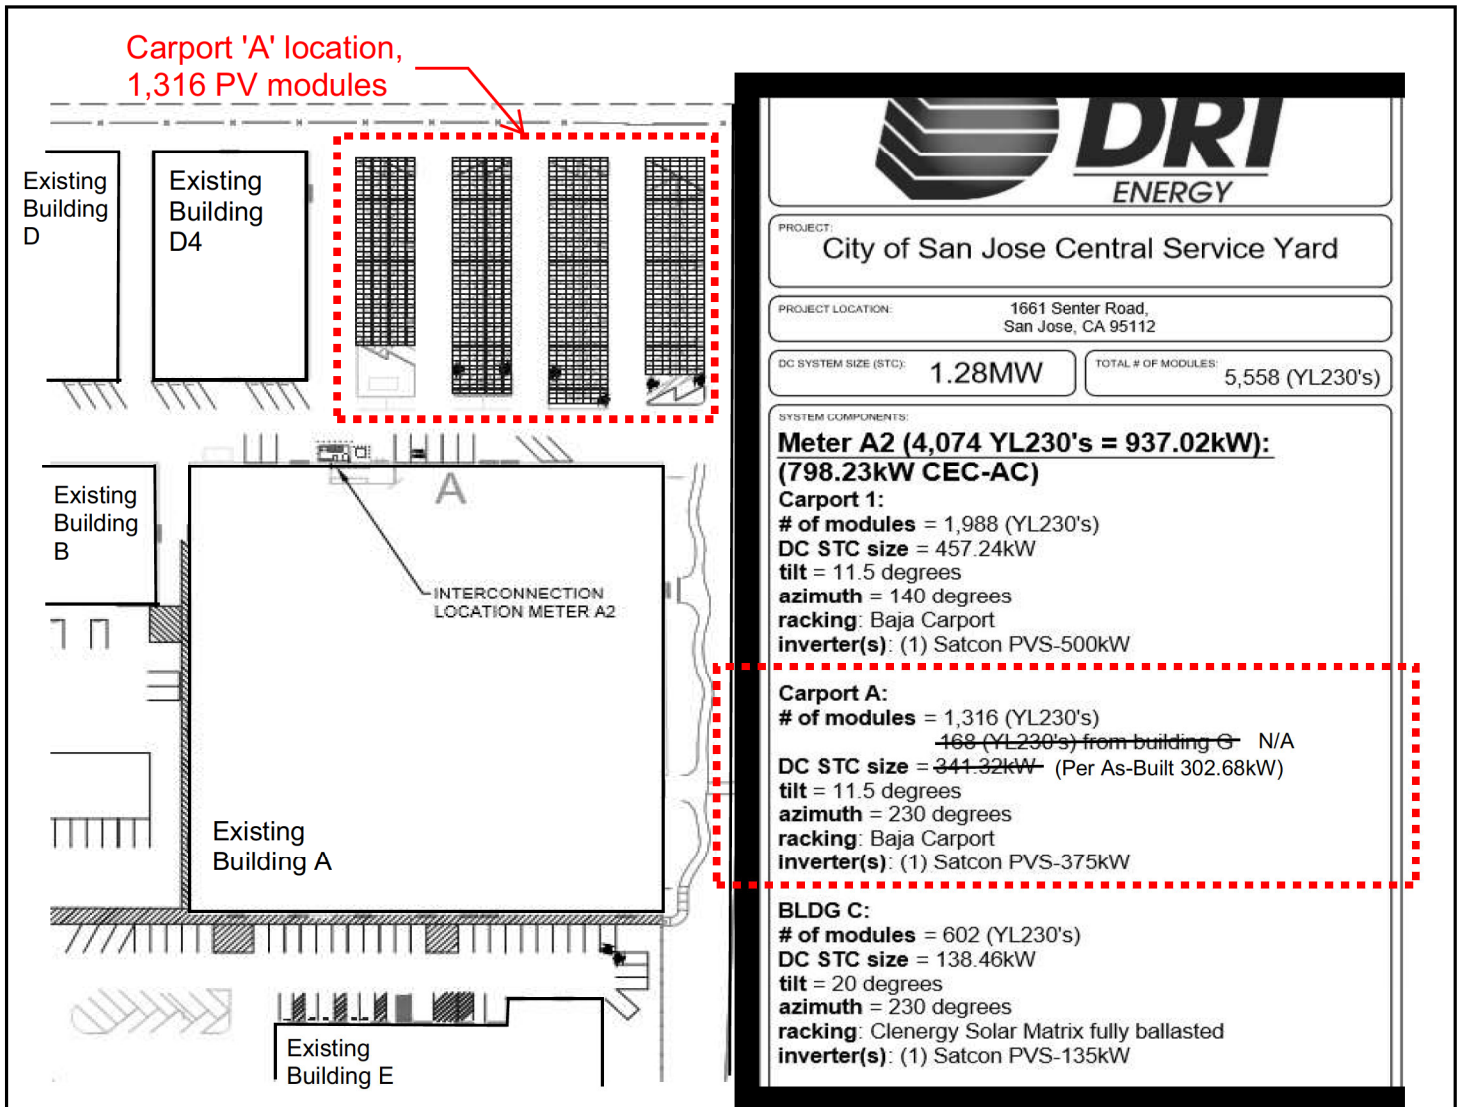 Carport 'A' location,
1,316 PV modules
Existing
Building
D
Existing
Building
D4
A
Existing
Building
B
INTERCONNECTION
LOCATION METER A2
Existing
Building A
Existing
Building E
DRI
ENERGY
PROJECT:
City of San Jose Central Service Yard
PROJECT LOCATION:
1661 Senter Road,
San Jose, CA 95112
DC SYSTEM SIZE (STC):
1.28MW
TOTAL # OF MODULES:
5,558 (YL230's)
SYSTEM COMPONENTS:
Meter A2 (4,074 YL230's = 937.02kW):
(798.23kW CEC-AC)
Carport 1:
# of modules = 1,988 (YL230's)
DC STC size = 457.24kW
tilt = 11.5 degrees
azimuth = 140 degrees
racking: Baja Carport
inverter(s): (1) Satcon PVS-500kW
Carport A:
# of modules = 1,316 (YL230's)
168 (YL230's) from building G N/A
DC STC size = 341.32kW (Per As-Built 302.68kW)
tilt = 11.5 degrees
azimuth = 230 degrees
racking: Baja Carport
inverter(s): (1) Satcon PVS-375kW
BLDG C:
# of modules = 602 (YL230's)
DC STC size = 138.46kW
tilt = 20 degrees
azimuth = 230 degrees
racking: Clenergy Solar Matrix fully ballasted
inverter(s): (1) Satcon PVS-135kW